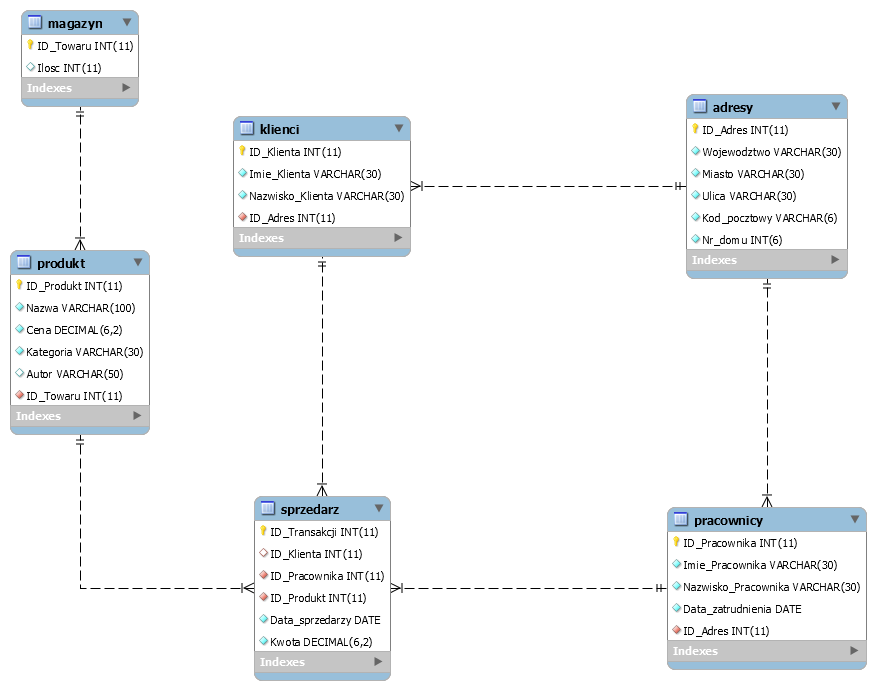 magazyn
ID_Towaru INT(11)
Ilosc INT(11)
Indexes
klienci
ID_Klienta INT(11)
Imie_Klienta VARCHAR(30)
Nazwisko_Klienta VARCHAR(30)
ID_Adres INT(11)
Indexes
adresy
ID_Adres INT(11)
Wojewodztwo VARCHAR(30)
Miasto VARCHAR(30)
Ulica VARCHAR(30)
Kod_pocztowy VARCHAR(6)
Nr_domu INT(6)
Indexes
produkt
ID_Produkt INT(11)
Nazwa VARCHAR(100)
Cena DECIMAL(6,2)
Kategoria VARCHAR(30)
Autor VARCHAR(50)
ID_Towaru INT(11)
Indexes
sprzedarz
ID_Transakcji INT(11)
ID_Klienta INT(11)
ID_Pracownika INT(11)
ID_Produkt INT(11)
Data_sprzedarzy DATE
Kwota DECIMAL(6,2)
Indexes
pracownicy
ID_Pracownika INT(11)
Imie_Pracownika VARCHAR(30)
Nazwisko_Pracownika VARCHAR(30)
Data_zatrudnienia DATE
ID_Adres INT(11)
Indexes